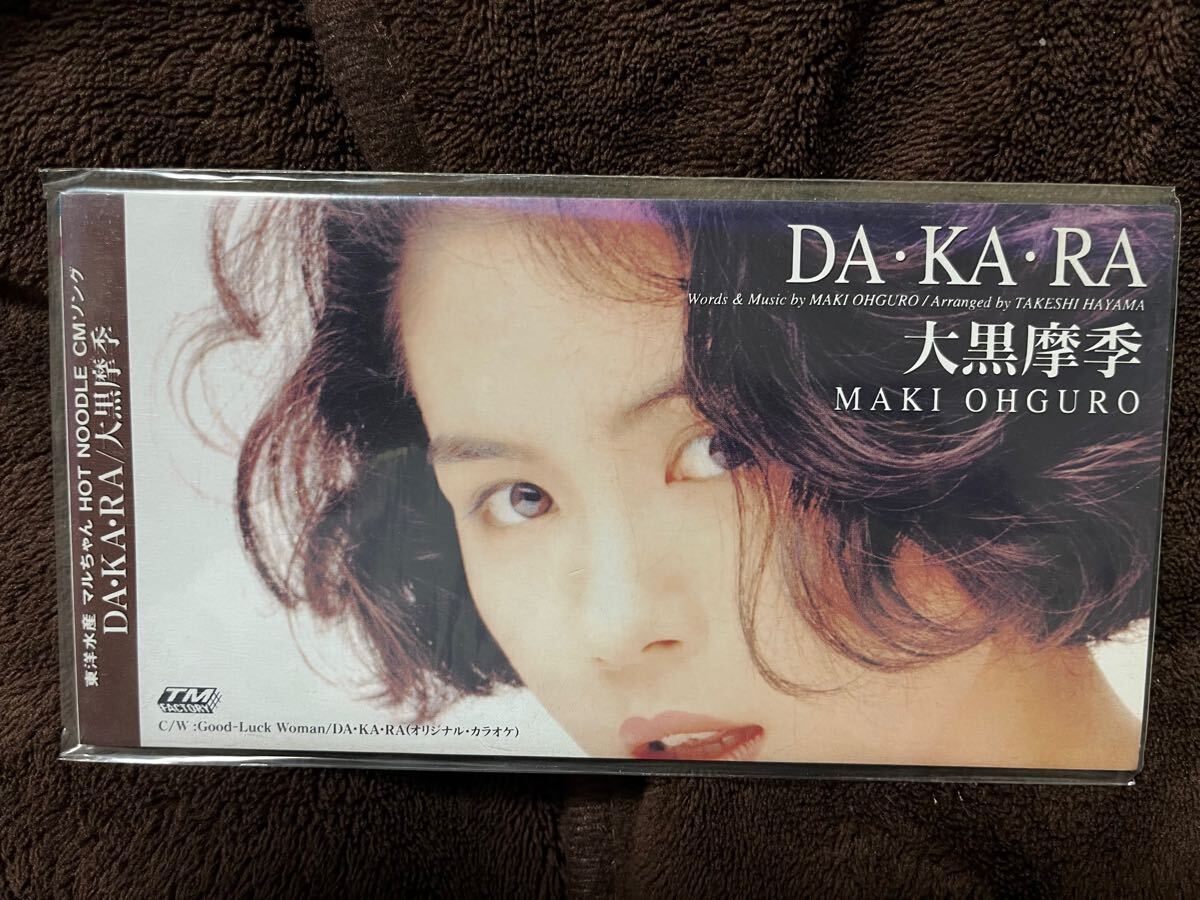 東洋水産 マルちゃん HOT NOODLE CMソング
DA・KA・RA/大黒摩季
DA・KA・RA
Words & Music by MAKI OHGURO / Arranged by TAKESHI HAYAMA
大黒摩季
MAKI OHGURO
TM
FACTORY
C/W :Good-Luck Woman/DA・KA・RA(オリジナル・カラオケ)